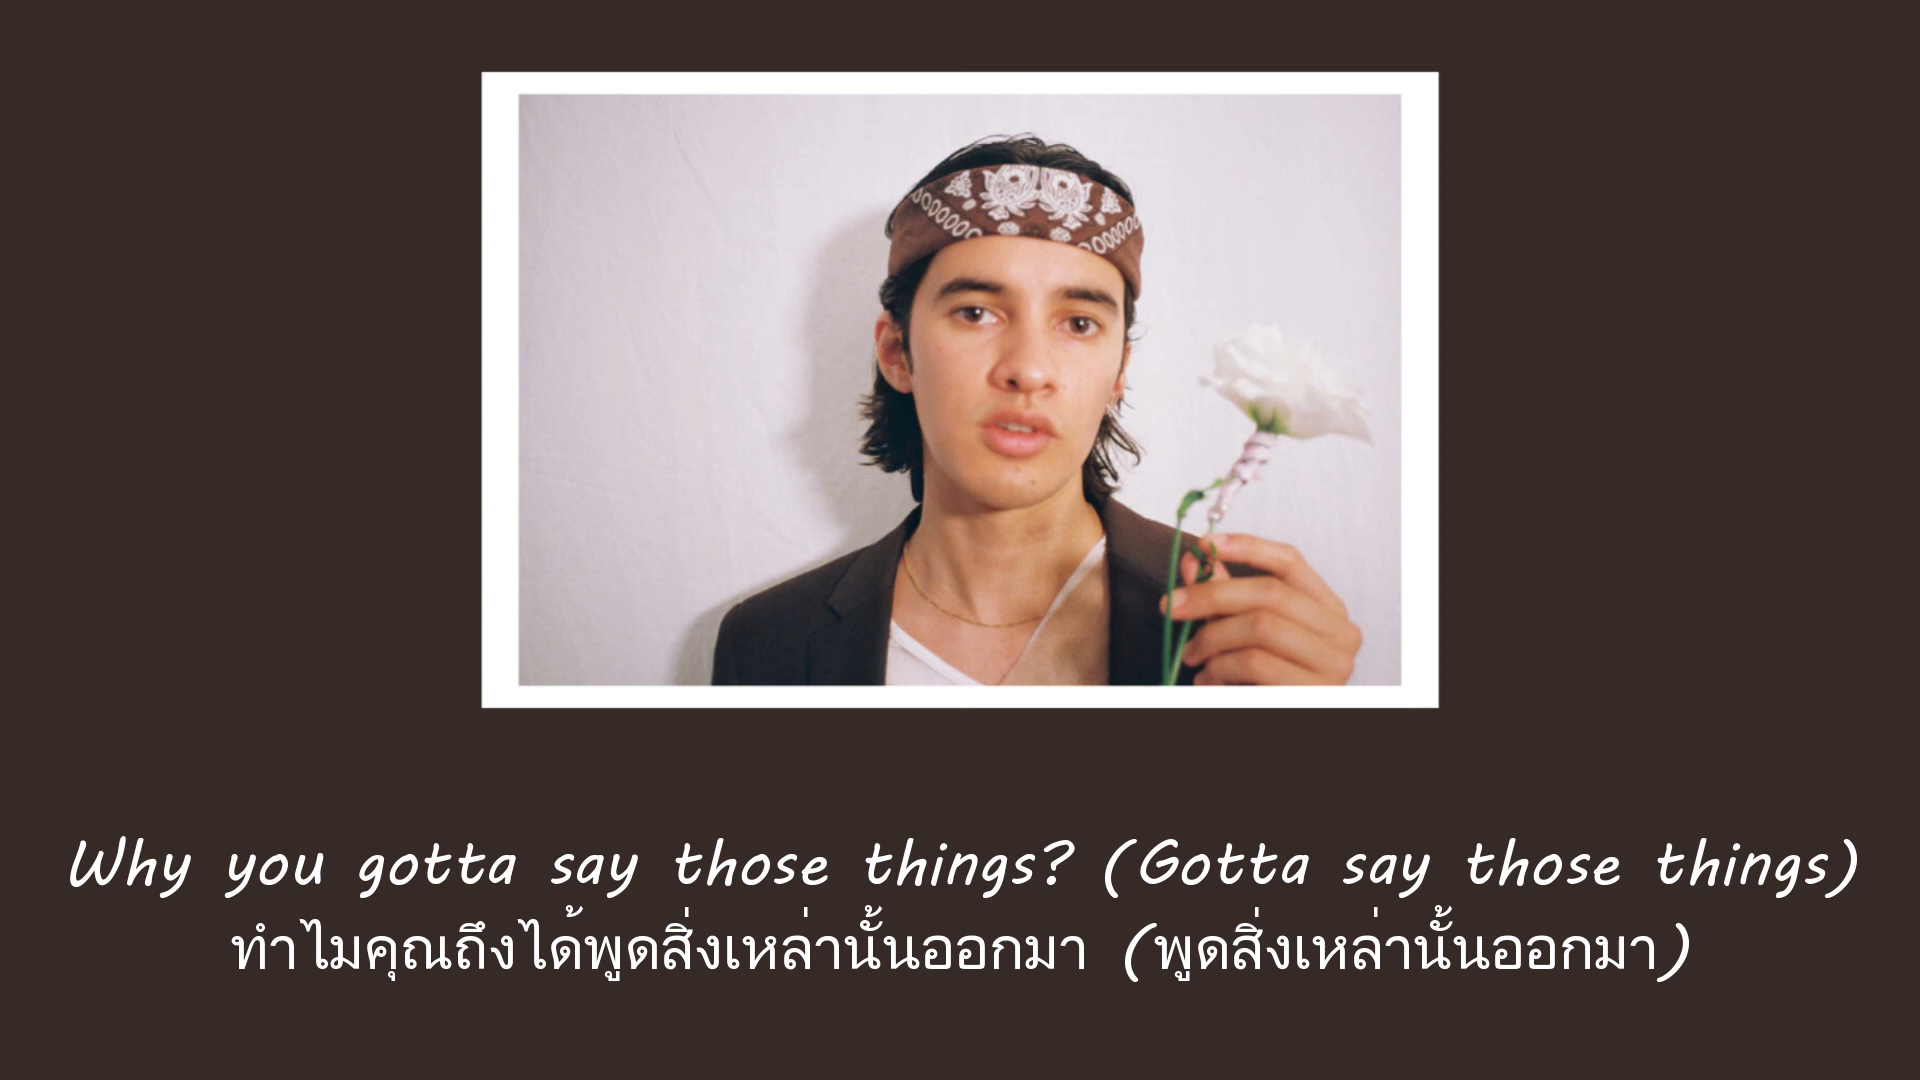 Why you gotta say those things? (Gotta say those things)
ทำไมคุณถึงได้พูดสิ่งเหล่านั้นออกมา (พูดสิ่งเหล่านั้นออกมา)